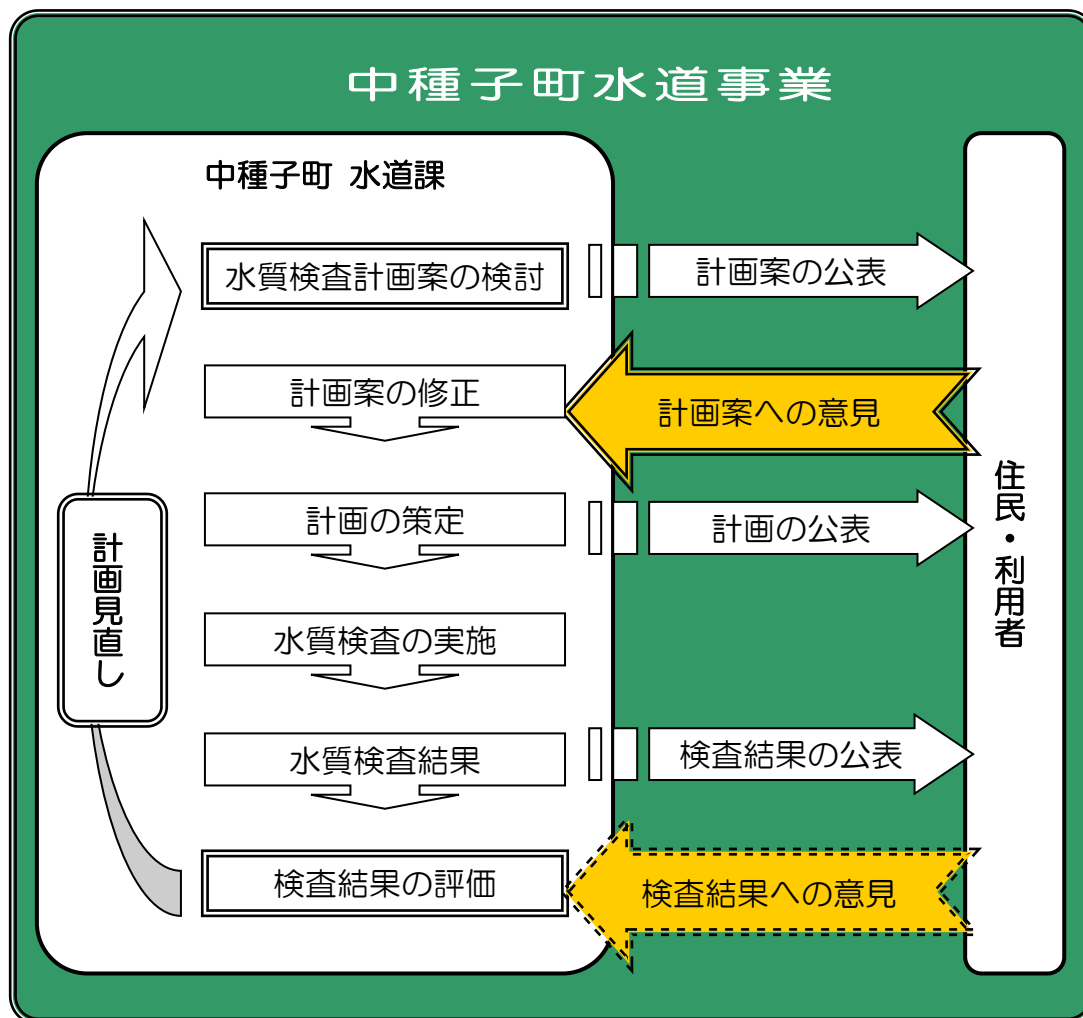 中種子町水道事業
中種子町 水道課
水質検査計画案の検討
計画案の公表
計画案の修正
計画案への意見
計画の策定
計画の公表
水質検査の実施
水質検査結果
検査結果の公表
検査結果の評価
検査結果への意見
計画見直し
住民・利用者